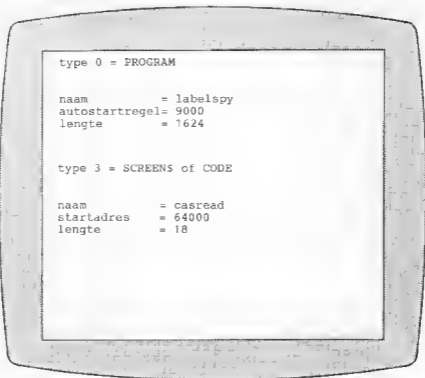 type 0 = PROGRAM
naam = labelspy
autostartregel= 9000
lengte = 1624
type 3 = SCREENS of CODE
naam = casread
startadres = 64000
lengte = 18